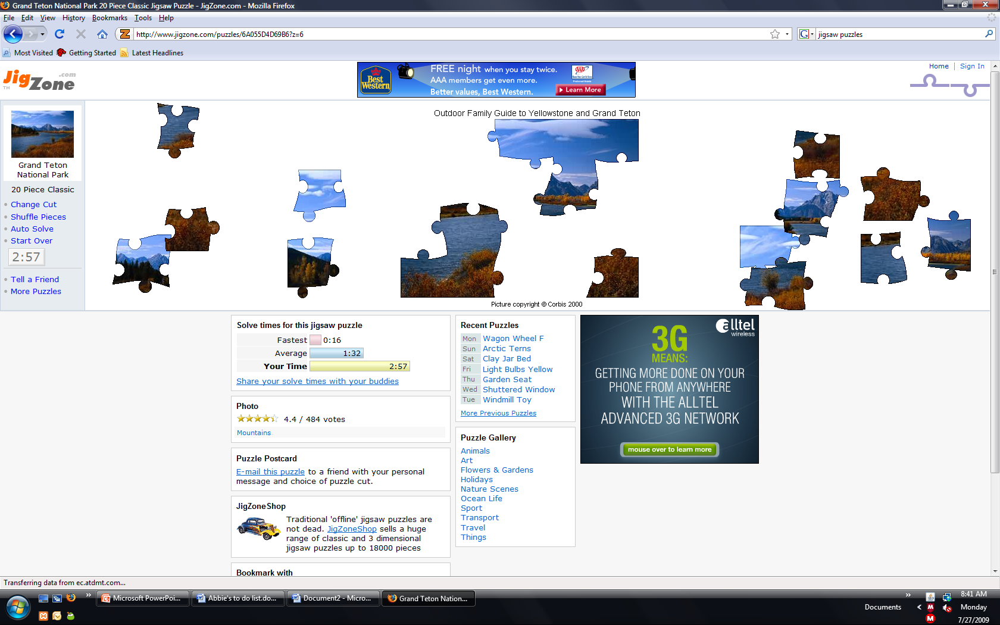 Grand Teton National Park 20 Piece Classic Jigsaw Puzzle - JigZone.com - Mozilla Firefox
File Edit View History Bookmarks Tools Help
http://www.jigzone.com/puzzles/6A055D4D69B6?z=6
jigsaw puzzles
Most Visited Getting Started Latest Headlines
JigZone.com
TM
Best Western
FREE night when you stay twice.
AAA members get even more.
Better values, Best Western.
AAA
Learn More
Home | Sign In
Grand Teton
National Park
20 Piece Classic
Change Cut
Shuffle Pieces
Auto Solve
Start Over
2:57
Tell a Friend
More Puzzles
Outdoor Family Guide to Yellowstone and Grand Teton
Picture copyright © Corbis 2000
Solve times for this jigsaw puzzle
Fastest 0:16
Average 1:32
Your Time 2:57
Share your solve times with your buddies
Photo
4.4 / 484 votes
Mountains
Puzzle Postcard
E-mail this puzzle to a friend with your personal
message and choice of puzzle cut.
JigZoneShop
Traditional 'offline' jigsaw puzzles are
not dead. JigZoneShop sells a huge
range of classic and 3 dimensional
jigsaw puzzles up to 18000 pieces
Bookmark with
Recent Puzzles
Mon Wagon Wheel F
Sun Arctic Terns
Sat Clay Jar Bed
Fri Light Bulbs Yellow
Thu Garden Seat
Wed Shuttered Window
Tue Windmill Toy
More Previous Puzzles
Puzzle Gallery
Animals
Art
Flowers & Gardens
Holidays
Nature Scenes
Ocean Life
Sport
Transport
Travel
Things
alltel
wireless
3G
MEANS:
GETTING MORE DONE ON YOUR
PHONE FROM ANYWHERE
WITH THE ALLTEL
ADVANCED 3G NETWORK
mouse over to learn more
Transferring data from ec.atdmt.com...
Microsoft PowerPoi... Abbie's to do list.do... Document2 - Micro... Grand Teton Nation...
Documents
8:41 AM
Monday
7/27/2009